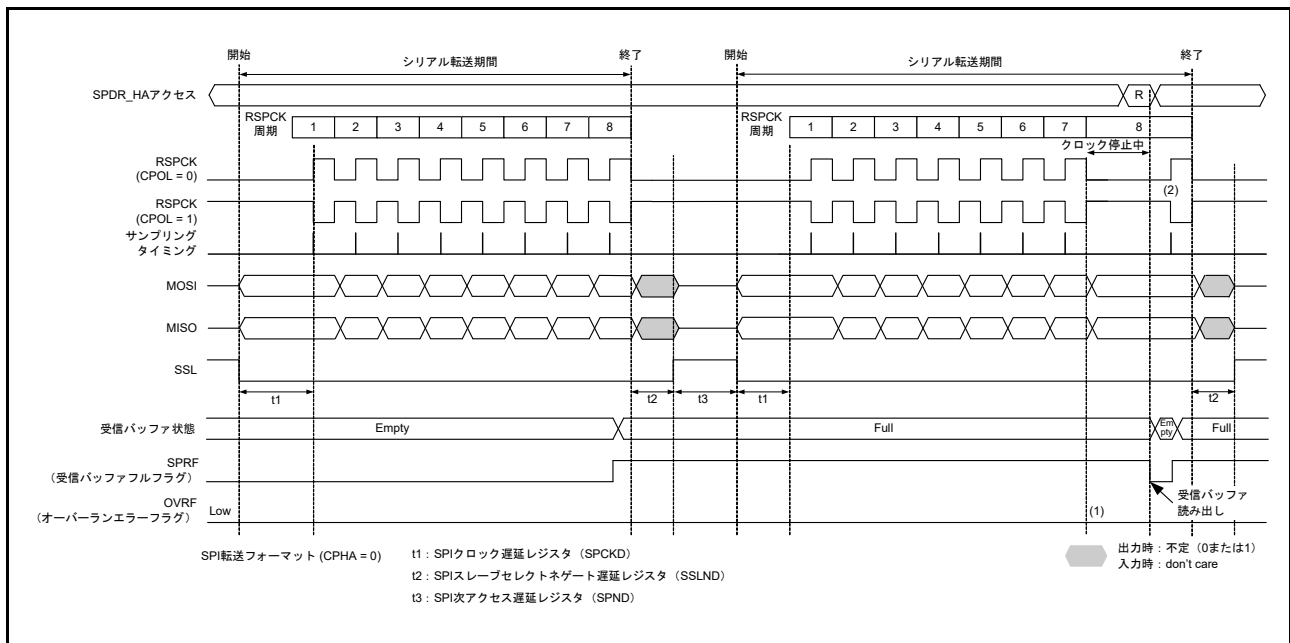 開始
シリアル転送期間
終了
開始
シリアル転送期間
終了
SPDR_HAアクセス
R
RSPCK
周期
1 2 3 4 5 6 7 8
RSPCK
周期
1 2 3 4 5 6 7 8
クロック停止中
RSPCK
(CPOL = 0)
(2)
RSPCK
(CPOL = 1)
サンプリング
タイミング
MOSI
MISO
SSL
t1
t2
t3
t1
t2
受信バッファ状態
Empty
Full
Em
pty
Full
SPRF
（受信バッファフルフラグ）
受信バッファ
読み出し
OVRF
（オーバーランエラーフラグ）
Low
(1)
SPI転送フォーマット (CPHA = 0)
t1：SPIクロック遅延レジスタ（SPCKD）
t2：SPIスレーブセレクトネゲート遅延レジスタ（SSLND）
t3：SPI次アクセス遅延レジスタ（SPND）
出力時：不定（0または1）
入力時：don't care